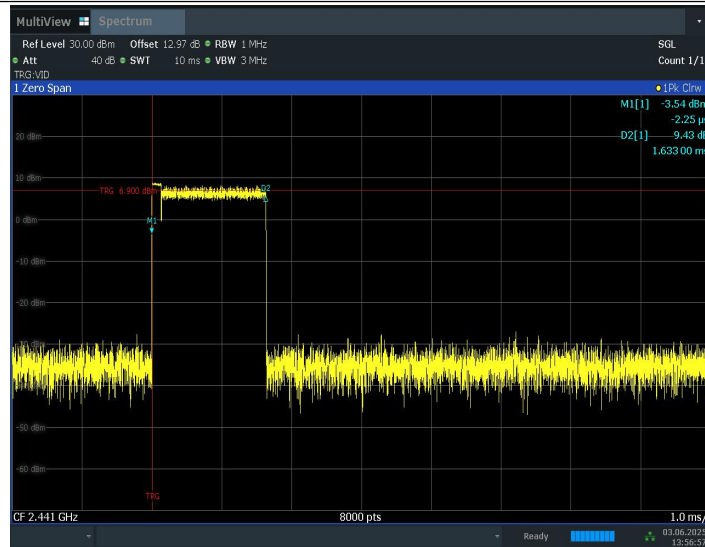 MultiView Spectrum
Ref Level 30.00 dBm Offset 12.97 dB RBW 1 MHz SGL
Att 40 dB SWT 10 ms VBW 3 MHz Count 1/1
TRG:VID
1 Zero Span 1Pk Clrw
M1[1] -3.54 dBm
-2.25 µs
D2[1] 9.43 dB
1.633 00 ms
20 dBm
10 dBm
TRG 6.900 dBm
D2
0 dBm
M1
-10 dBm
-20 dBm
-50 dBm
-60 dBm
TRG
CF 2.441 GHz 8000 pts 1.0 ms/
Ready 03.06.2025
13:56:57